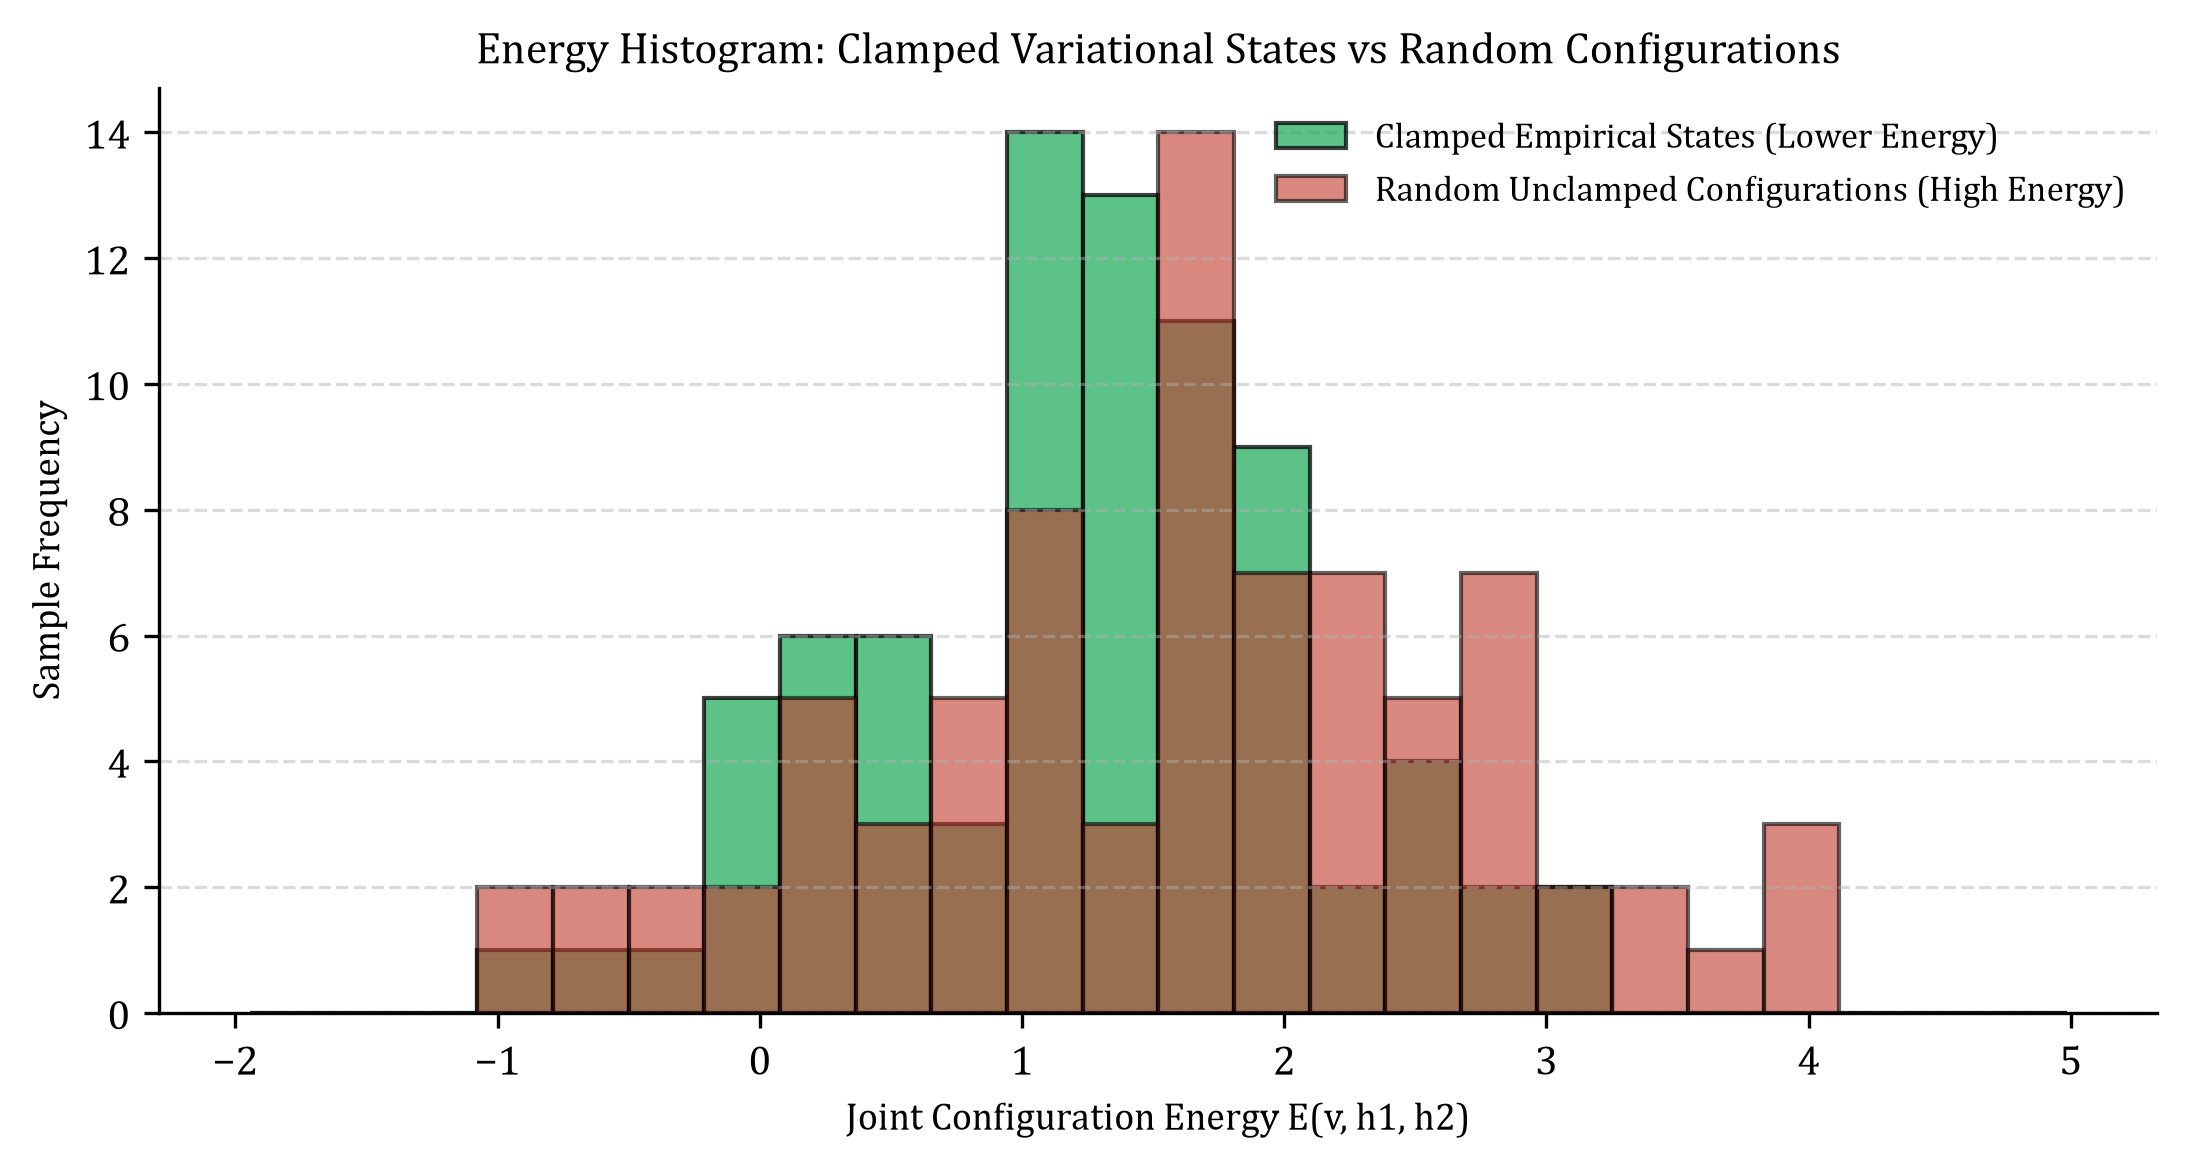 Energy Histogram: Clamped Variational States vs Random Configurations
Clamped Empirical States (Lower Energy)
Random Unclamped Configurations (High Energy)
14
12
10
8
6
4
2
0
Sample Frequency
−2 −1 0 1 2 3 4 5
Joint Configuration Energy E(v, h1, h2)